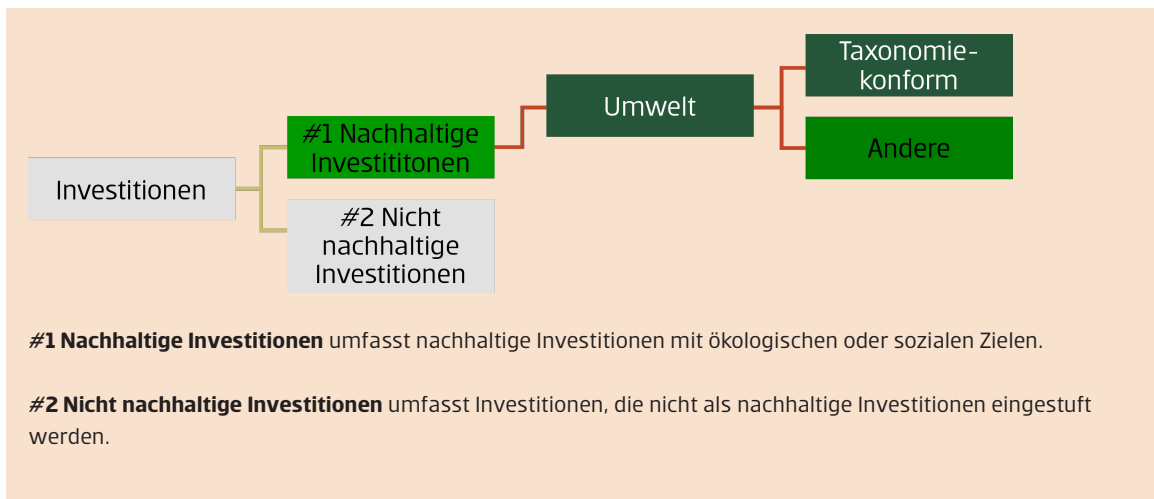 Investitionen
#1 Nachhaltige
Investititonen
#2 Nicht
nachhaltige
Investitionen
Umwelt
Taxonomie-
konform
Andere
#1 Nachhaltige Investitionen umfasst nachhaltige Investitionen mit ökologischen oder sozialen Zielen.
#2 Nicht nachhaltige Investitionen umfasst Investitionen, die nicht als nachhaltige Investitionen eingestuft
werden.